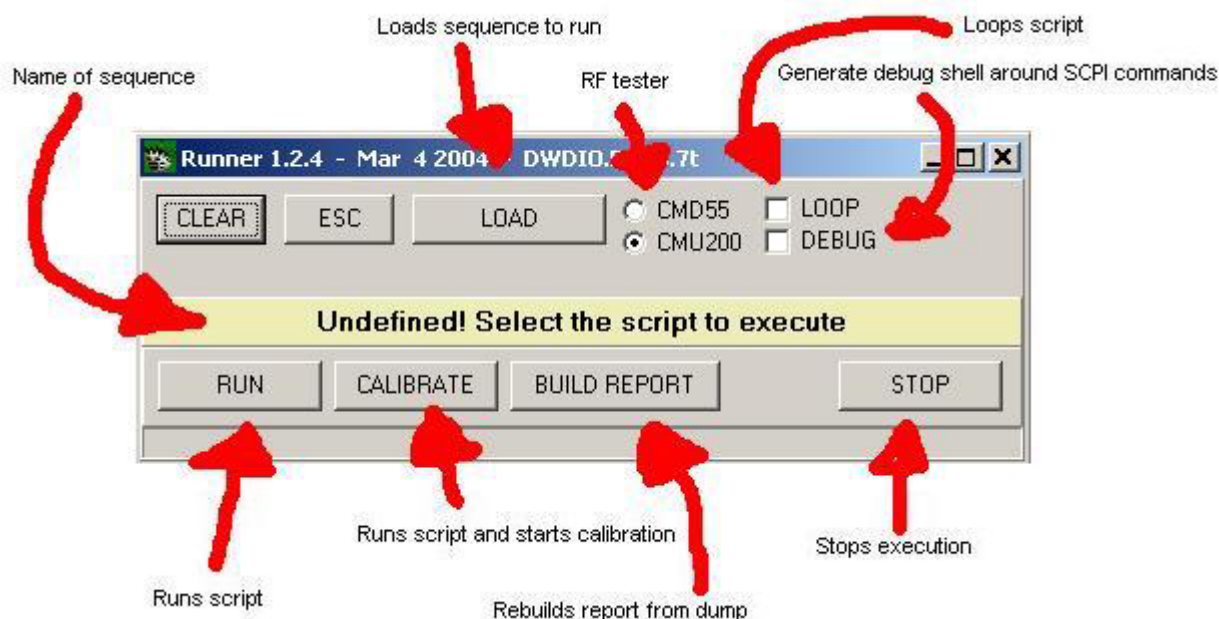 Loads sequence to run
Loops script
Name of sequence
RF tester
Generate debug shell around SCPI commands
Runner 1.2.4 - Mar 4 2004
CLEAR
ESC
LOAD
CMD55
LOOP
CMU200
DEBUG
Undefined! Select the script to execute
RUN
CALIBRATE
BUILD REPORT
STOP
Runs script and starts calibration
Stops execution
Runs script
Rebuilds report from dump